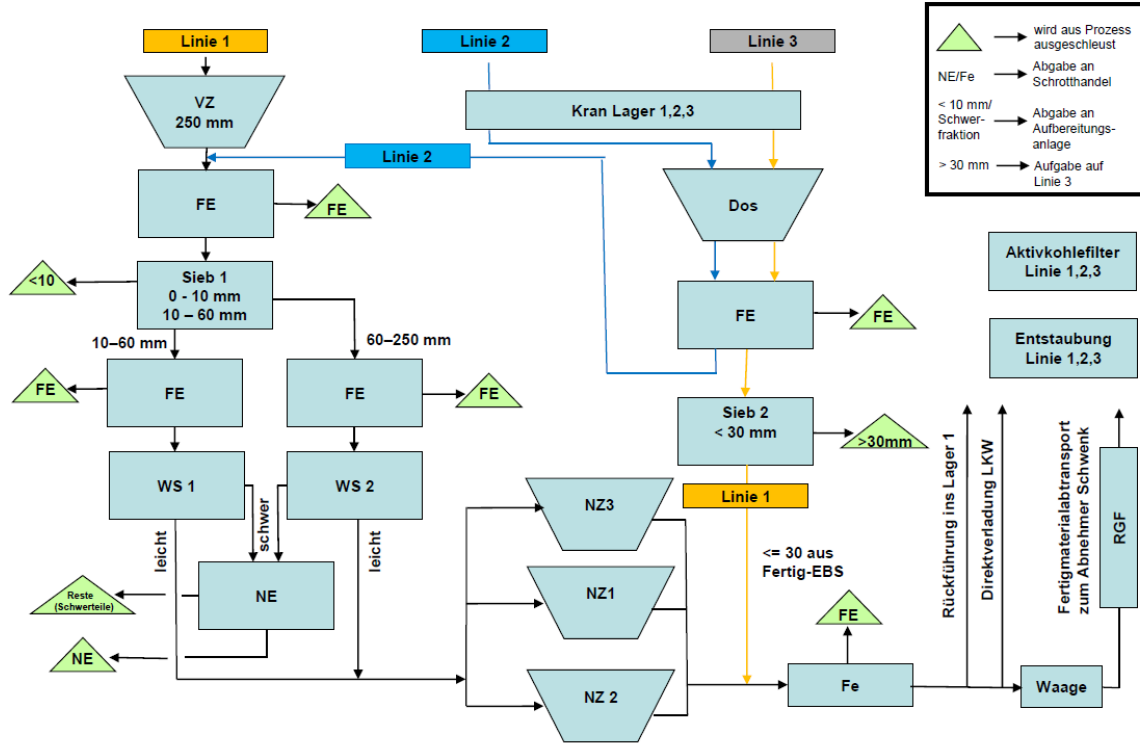 Linie 1
Linie 2
Linie 3
wird aus Prozess
ausgeschleust
NE/Fe
Abgabe an
Schrotthandel
< 10 mm/
Schwer-
fraktion
Abgabe an
Aufbereitungs-
anlage
> 30 mm
Aufgabe auf
Linie 3
VZ
250 mm
Kran Lager 1,2,3
Linie 2
FE
FE
Dos
<10
Sieb 1
0 - 10 mm
10 – 60 mm
FE
FE
Aktivkohlefilter
Linie 1,2,3
Entstaubung
Linie 1,2,3
10–60 mm
60–250 mm
FE
FE
FE
FE
Sieb 2
< 30 mm
>30mm
WS 1
WS 2
leicht
schwer
leicht
NZ3
Linie 1
<= 30 aus
Fertig-EBS
Rückführung ins Lager 1
Direktverladung LKW
Fertigmaterialabtransport
zum Abnehmer Schwenk
RGF
Reste
(Schwerteile)
NE
NZ1
FE
NE
NZ 2
Fe
Waage